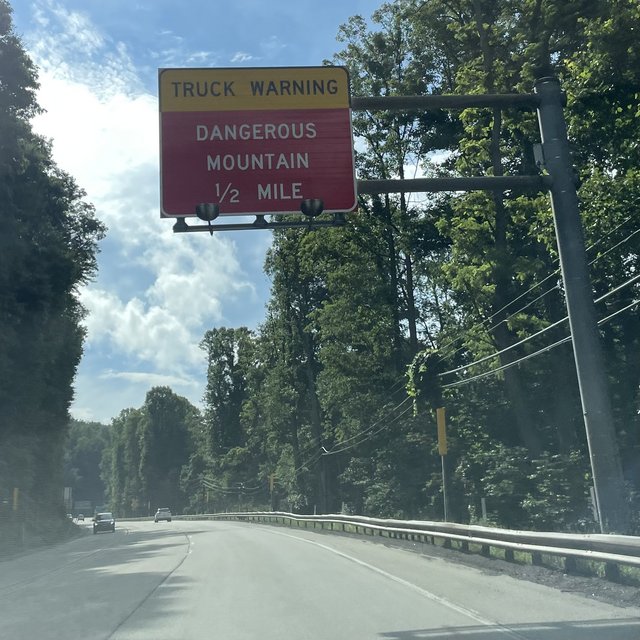 TRUCK WARNING
DANGEROUS
MOUNTAIN
1/2 MILE